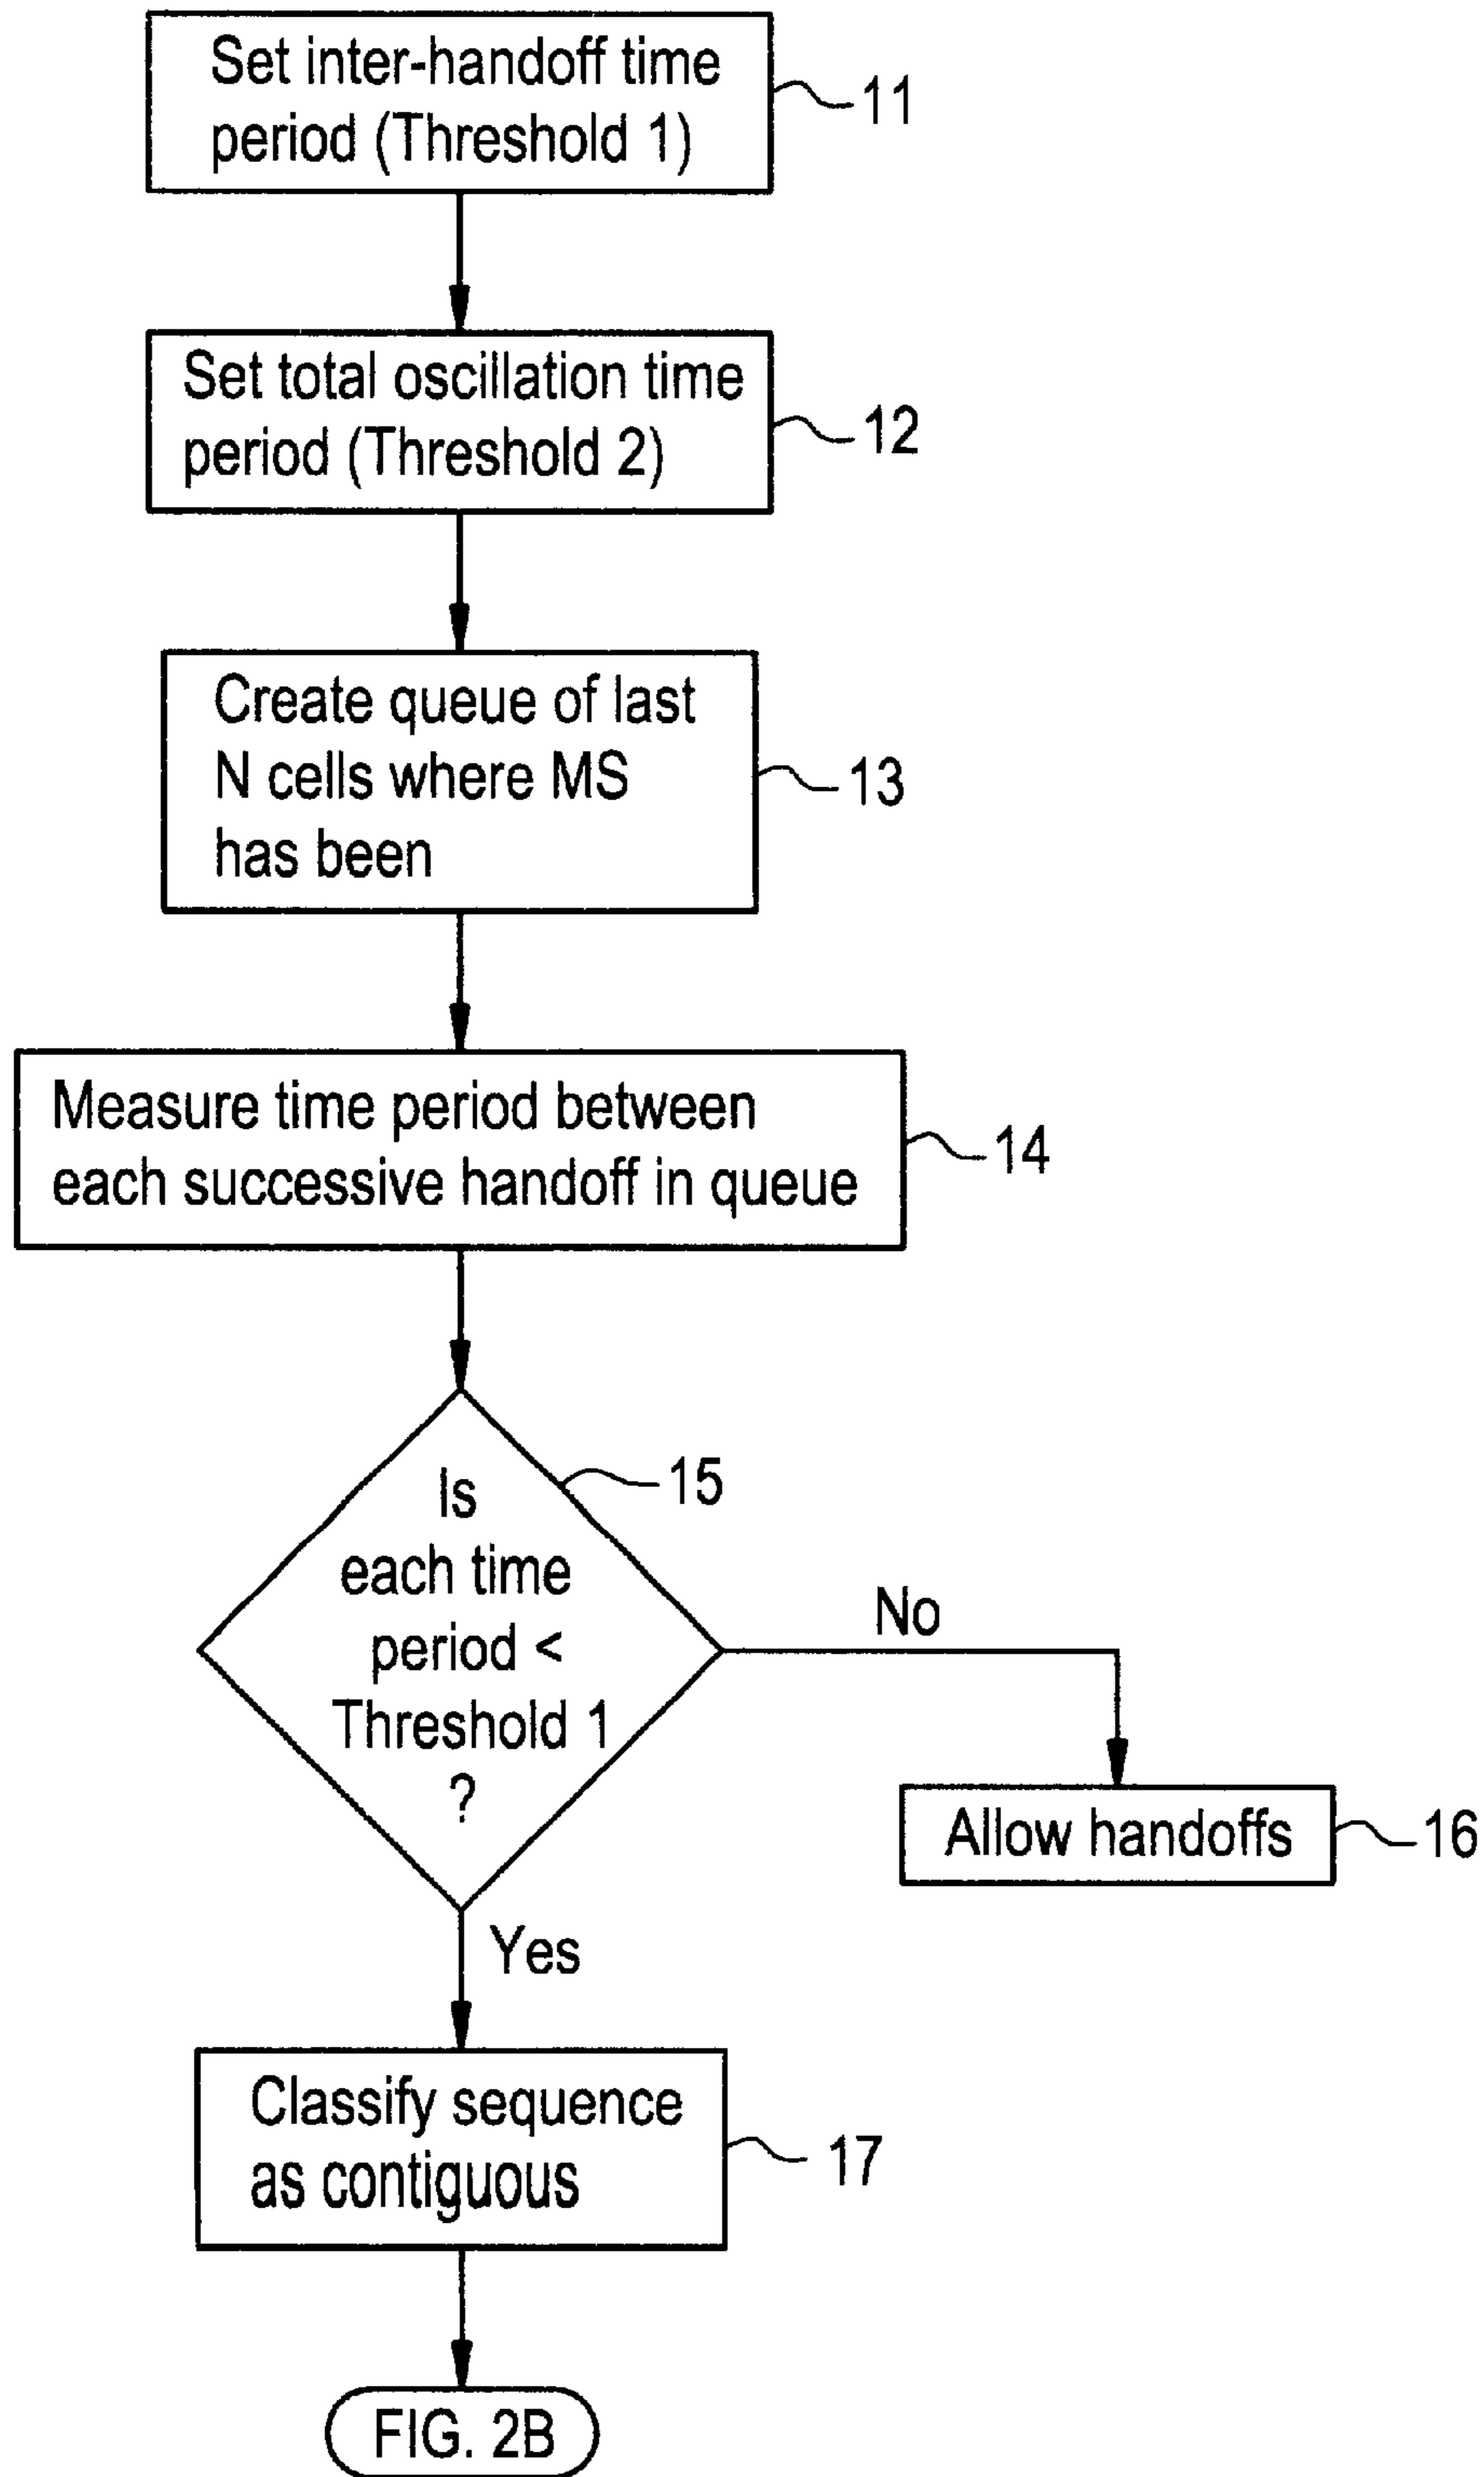 Set inter-handoff time
period (Threshold 1)
11
Set total oscillation time
period (Threshold 2)
12
Create queue of last
N cells where MS
has been
13
Measure time period between
each successive handoff in queue
14
Is
each time
period <
Threshold 1
?
15
No
Allow handoffs
16
Yes
Classify sequence
as contiguous
17
FIG. 2B